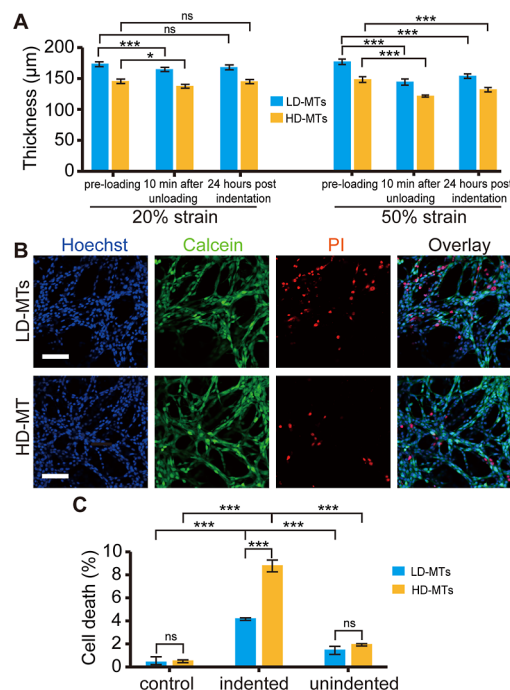 A
ns
***
ns
***
***
*
***
***
Thickness (μm)
200
150
100
50
0
LD-MTs
HD-MTs
pre-loading
10 min after
unloading
24 hours post
indentation
20% strain
pre-loading
10 min after
unloading
24 hours post
indentation
50% strain
B
Hoechst
Calcein
PI
Overlay
LD-MTs
HD-MT
C
***
***
***
***
***
ns
ns
Cell death (%)
10
8
6
4
2
0
LD-MTs
HD-MTs
control
indented
unindented